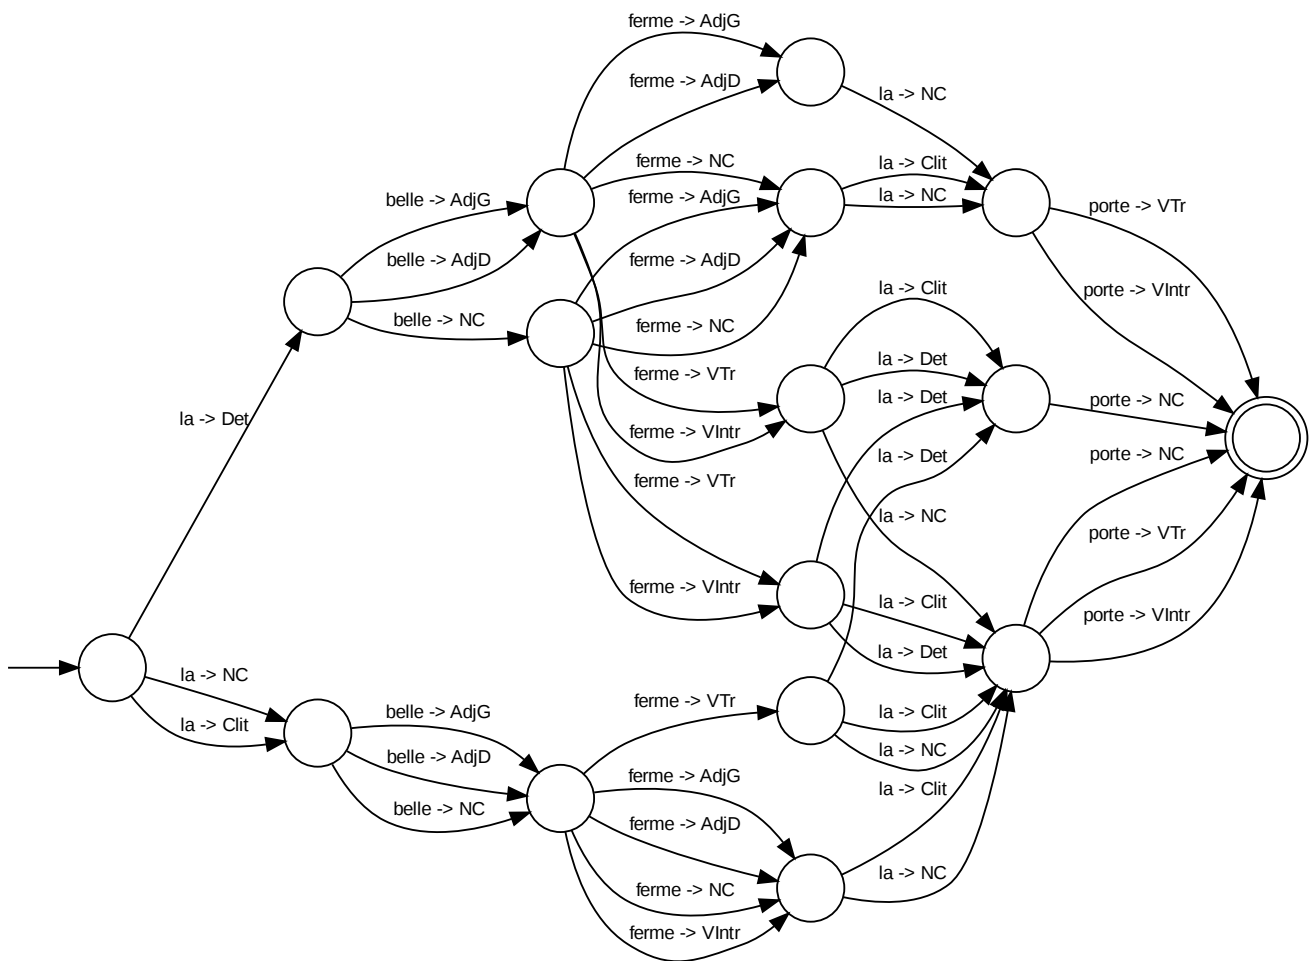 ferme -> AdjG
ferme -> AdjD
la -> NC
ferme -> NC
la -> Clit
belle -> AdjG
ferme -> AdjG
la -> NC
porte -> VTr
belle -> AdjD
ferme -> AdjD
la -> Clit
porte -> VIntr
belle -> NC
ferme -> NC
la -> Det
ferme -> VTr
la -> Det
porte -> NC
la -> Det
ferme -> VIntr
la -> Det
porte -> NC
ferme -> VTr
la -> NC
porte -> VTr
ferme -> VIntr
la -> Clit
porte -> VIntr
la -> Det
la -> NC
ferme -> VTr
la -> Clit
belle -> AdjG
la -> Clit
la -> NC
belle -> AdjD
ferme -> AdjG
la -> Clit
belle -> NC
ferme -> AdjD
la -> NC
ferme -> NC
ferme -> VIntr